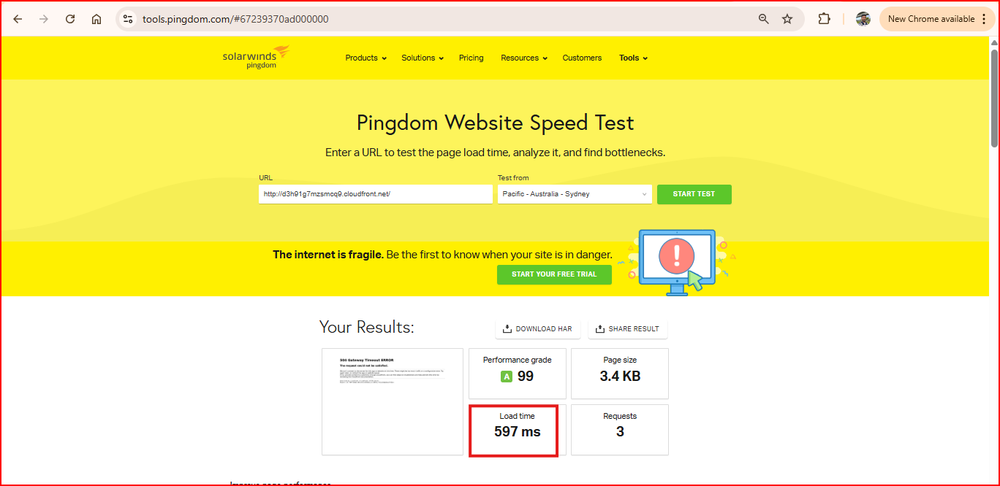 tools.pingdom.com/#67239370ad000000
New Chrome available
solarwinds
pingdom
Products
Solutions
Pricing
Resources
Customers
Tools
Pingdom Website Speed Test
Enter a URL to test the page load time, analyze it, and find bottlenecks.
URL
Test from
http://d3h91g7mzsmcq9.cloudfront.net/
Pacific - Australia - Sydney
START TEST
The internet is fragile. Be the first to know when your site is in danger.
START YOUR FREE TRIAL
Your Results:
DOWNLOAD HAR
SHARE RESULT
504 Gateway Timeout ERROR
The request could not be satisfied.
Performance grade
A 99
Page size
3.4 KB
Load time
597 ms
Requests
3